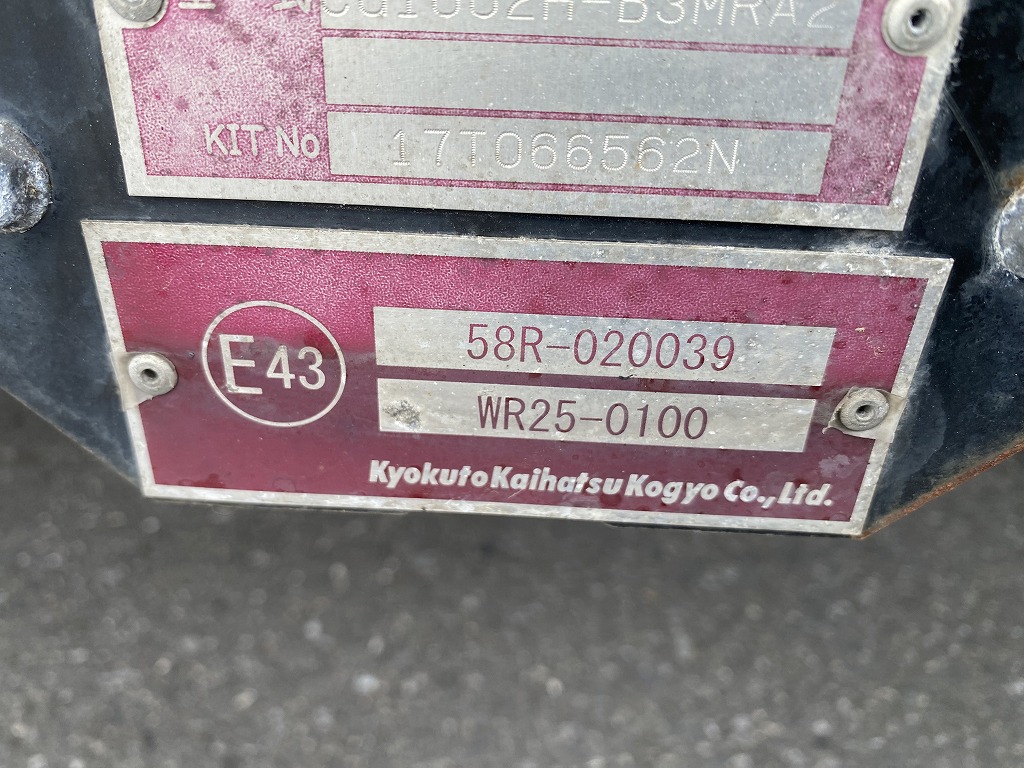 KIT No 17T066562N
E43
58R-020039
WR25-0100
Kyokuto Kaihatsu Kogyo Co., Ltd.